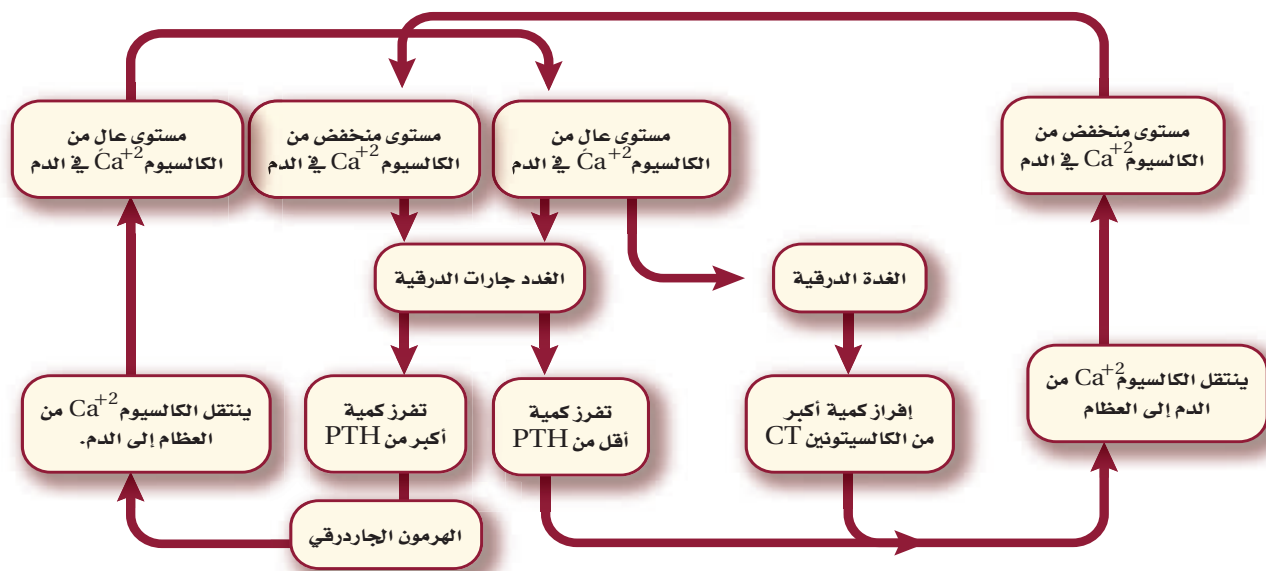 مستوى منخفض من
الكالسيوم Ca⁺² في الدم
مستوى عال من
الكالسيوم Ca⁺² في الدم
مستوى منخفض من
الكالسيوم Ca⁺² في الدم
مستوى عال من
الكالسيوم Ca⁺² في الدم
الغدة الدرقية
الغدد جارات الدرقية
ينتقل الكالسيوم Ca⁺² من
الدم إلى العظام
إفراز كمية أكبر
من الكالسيتونين CT
تفرز كمية
أقل من PTH
تفرز كمية
أكبر من PTH
ينتقل الكالسيوم Ca⁺² من
العظام إلى الدم.
الهرمون الجاردرقي